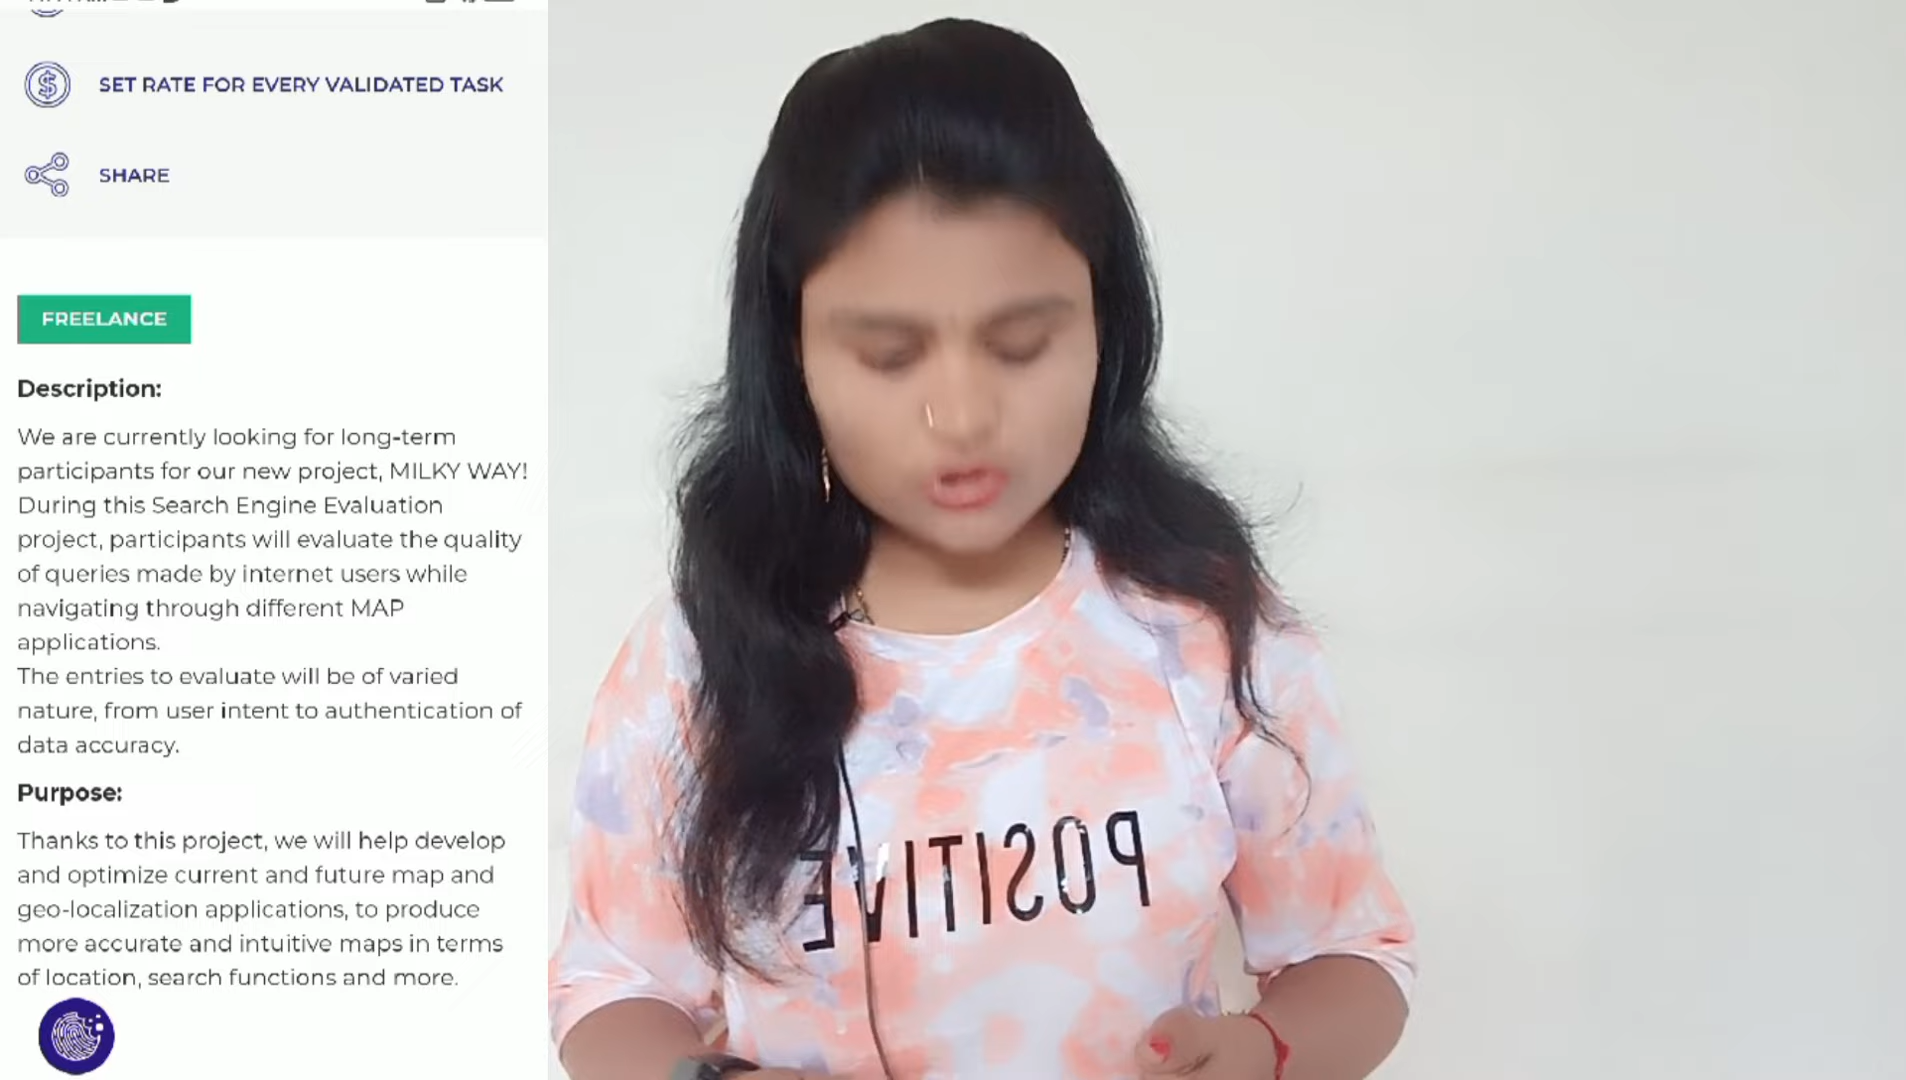 SET RATE FOR EVERY VALIDATED TASK
SHARE
FREELANCE
Description:
We are currently looking for long-term
participants for our new project, MILKY WAY!
During this Search Engine Evaluation
project, participants will evaluate the quality
of queries made by internet users while
navigating through different MAP
applications.
The entries to evaluate will be of varied
nature, from user intent to authentication of
data accuracy.
Purpose:
Thanks to this project, we will help develop
and optimize current and future map and
geo-localization applications, to produce
more accurate and intuitive maps in terms
of location, search functions and more.
POSITIVE